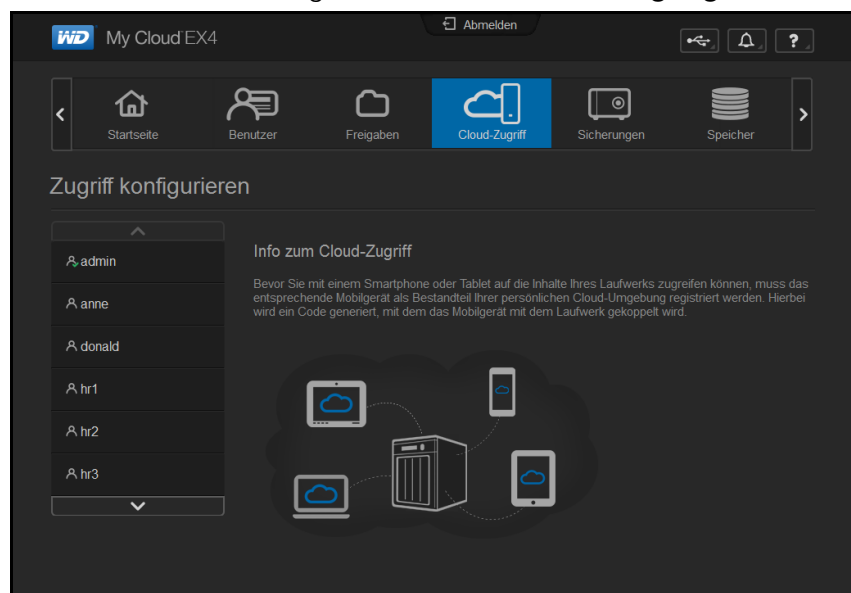 WD My Cloud EX4
Abmelden
?
Startseite
Benutzer
Freigaben
Cloud-Zugriff
Sicherungen
Speicher
Zugriff konfigurieren
admin
anne
donald
hr1
hr2
hr3
Info zum Cloud-Zugriff
Bevor Sie mit einem Smartphone oder Tablet auf die Inhalte Ihres Laufwerks zugreifen können, muss das
entsprechende Mobilgerät als Bestandteil Ihrer persönlichen Cloud-Umgebung registriert werden. Hierbei
wird ein Code generiert, mit dem das Mobilgerät mit dem Laufwerk gekoppelt wird.